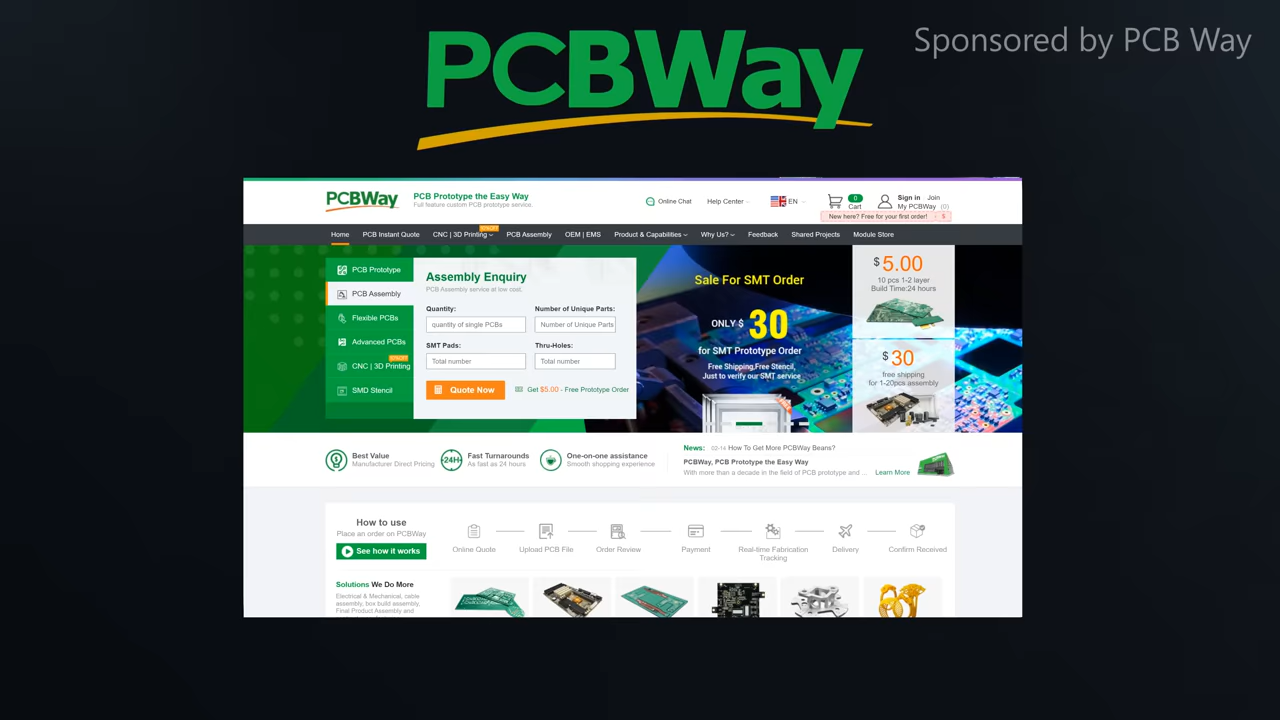 Sponsored by PCB Way
PCBWay
PCBWay
PCB Prototype the Easy Way
Full feature custom PCB prototype service.
Online Chat
Help Center
EN
0
Cart
Sign in Join
My PCBWay (0)
New here? Free for your first order!
Home
PCB Instant Quote
CNC | 3D Printing
PCB Assembly
OEM | EMS
Product & Capabilities
Why Us?
Feedback
Shared Projects
Module Store
PCB Prototype
PCB Assembly
Flexible PCBs
Advanced PCBs
CNC | 3D Printing
SMD Stencil
Assembly Enquiry
PCB Assembly service at low cost.
Quantity:
Number of Unique Parts:
quantity of single PCBs
Number of Unique Parts
SMT Pads:
Thru-Holes:
Total number
Total number
Quote Now
Get $5.00 - Free Prototype Order
Sale For SMT Order
ONLY $ 30
for SMT Prototype Order
Free Shipping,Free Stencil,
Just to verify our SMT service
$ 5.00
10 pcs 1-2 layer
Build Time:24 hours
$ 30
free shipping
for 1-20pcs assembly
Best Value
Manufacturer Direct Pricing
24H
Fast Turnarounds
As fast as 24 hours
One-on-one assistance
Smooth shopping experience
News: 02-14 How To Get More PCBWay Beans?
PCBWay, PCB Prototype the Easy Way
With more than a decade in the field of PCB prototype and ...
Learn More
How to use
Place an order on PCBWay
See how it works
Online Quote
Upload PCB File
Order Review
Payment
Real-time Fabrication
Tracking
Delivery
Confirm Received
Solutions We Do More
Electrical & Mechanical, cable
assembly, box build assembly,
Final Product Assembly and